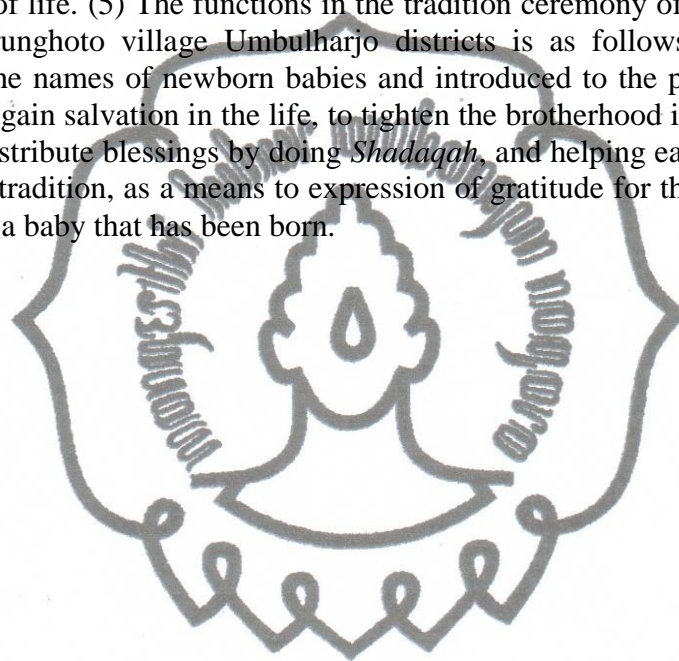 of life. (5) The functions in the tradition ceremony of
runghoto village Umbulharjo districts is as follows
he names of newborn babies and introduced to the p
gain salvation in the life, to tighten the brotherhood i
stribute blessings by doing Shadaqah, and helping ea
tradition, as a means to expression of gratitude for th
a baby that has been born.